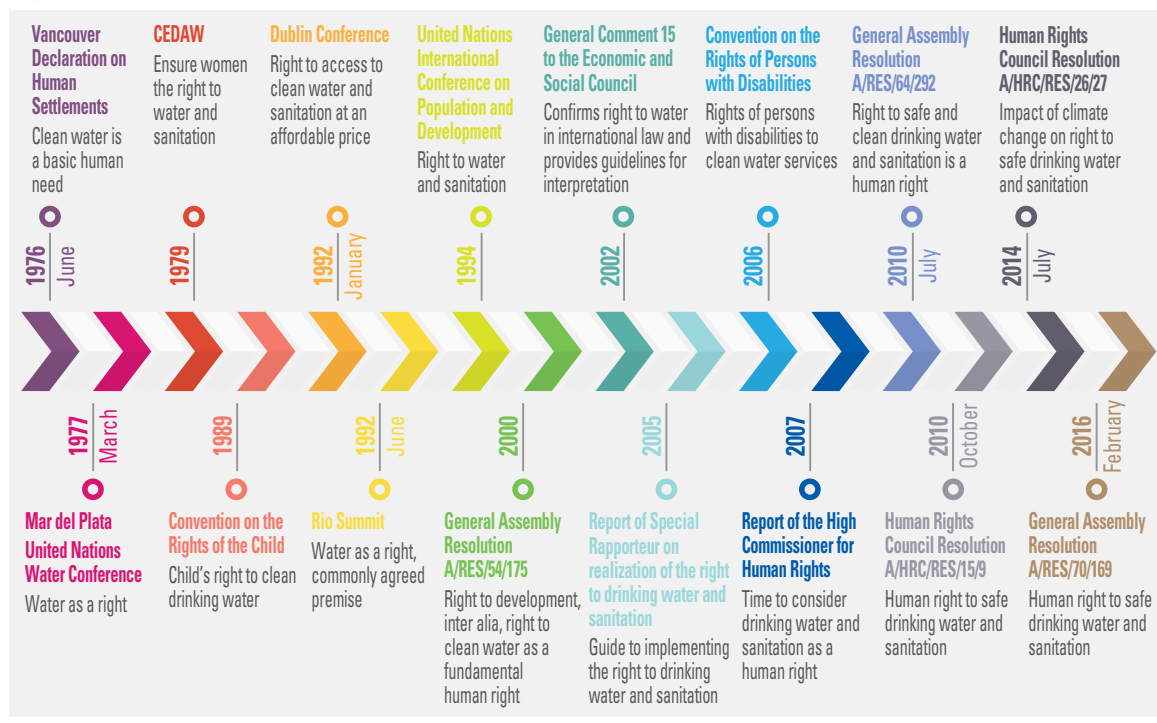 Vancouver
Declaration on
Human
Settlements
Clean water is
a basic human
need
CEDAW
Ensure women
the right to
water and
sanitation
Dublin Conference
Right to access to
clean water and
sanitation at an
affordable price
United Nations
International
Conference on
Population and
Development
Right to water
and sanitation
General Comment 15
to the Economic and
Social Council
Confirms right to water
in international law and
provides guidelines for
interpretation
Convention on the
Rights of Persons
with Disabilities
Rights of persons
with disabilities to
clean water services
General Assembly
Resolution
A/RES/64/292
Right to safe and
clean drinking water
and sanitation is a
human right
Human Rights
Council Resolution
A/HRC/RES/26/27
Impact of climate
change on right to
safe drinking water
and sanitation
1976
June
1979
1992
January
1994
2002
2006
2010
July
2014
July
1977
March
1989
1992
June
2000
2005
2007
2010
October
2016
February
Mar del Plata
United Nations
Water Conference
Water as a right
Convention on the
Rights of the Child
Child's right to clean
drinking water
Rio Summit
Water as a right,
commonly agreed
premise
General Assembly
Resolution
A/RES/54/175
Right to development,
inter alia, right to
clean water as a
fundamental
human right
Report of Special
Rapporteur on
realization of the right
to drinking water and
sanitation
Guide to implementing
the right to drinking
water and sanitation
Report of the High
Commissioner for
Human Rights
Time to consider
drinking water and
sanitation as a
human right
Human Rights
Council Resolution
A/HRC/RES/15/9
Human right to safe
drinking water and
sanitation
General Assembly
Resolution
A/RES/70/169
Human right to safe
drinking water and
sanitation